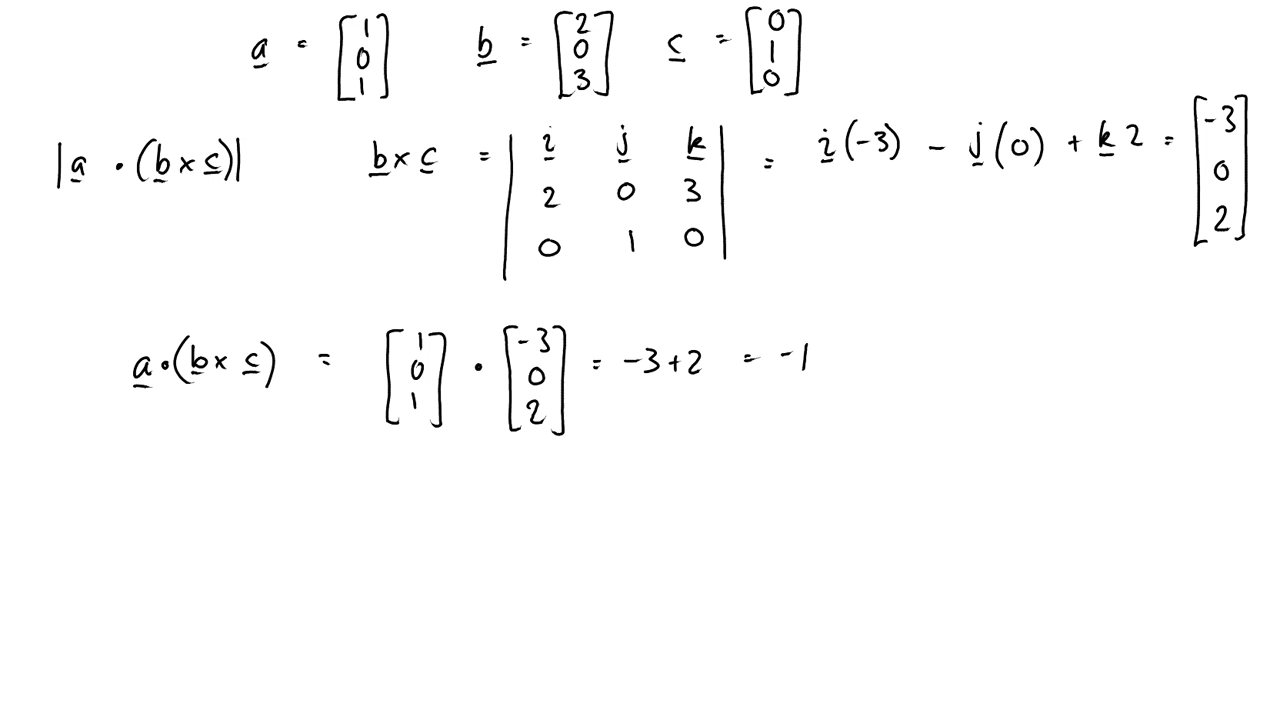 a = [1 0 1] b = [2 0 3] c = [0 1 0]
|a · (b × c)| b × c = |i j k; 2 0 3; 0 1 0| = i(-3) - j(0) + k2 = [-3 0 2]
a·(b × c) = [1 0 1] · [-3 0 2] = -3+2 = -1